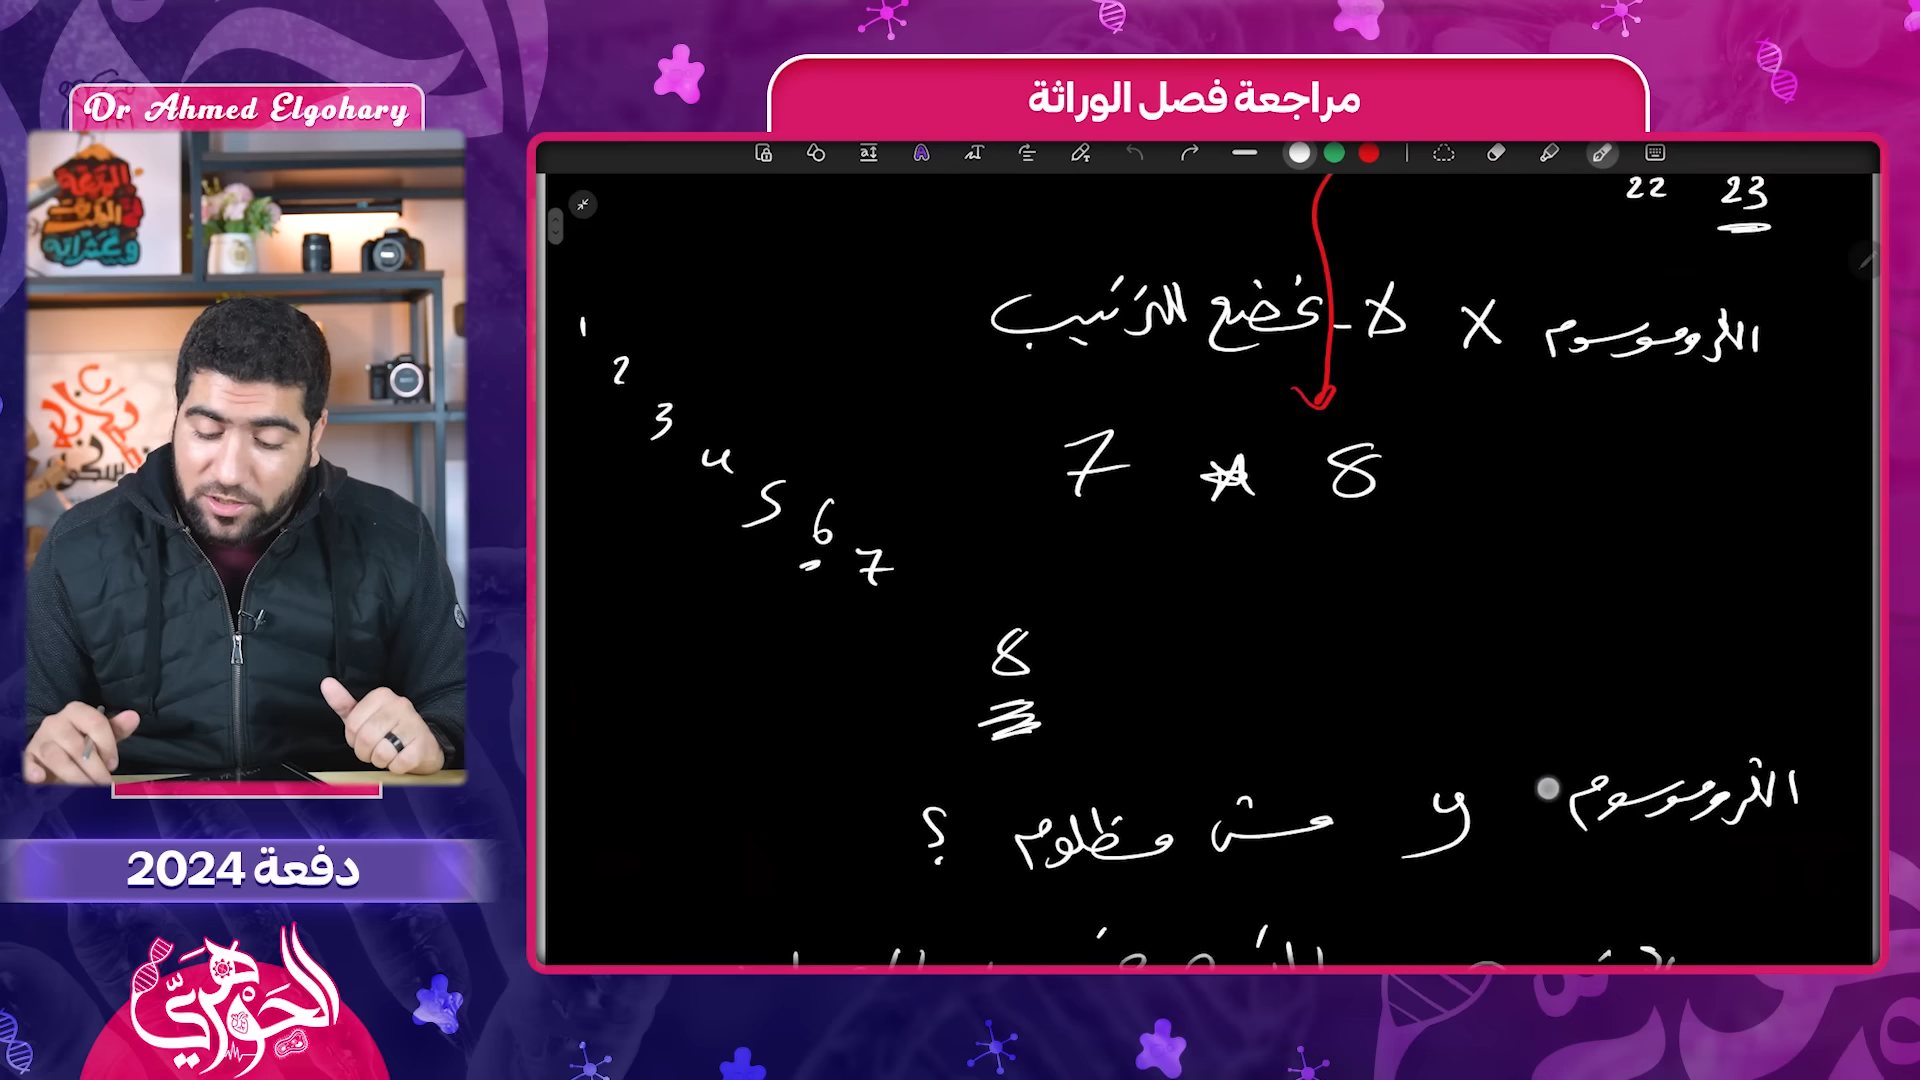 Dr Ahmed Elgohary
مراجعة فصل الوراثة
22 23
الكروموسوم X لا يخضع للترتيب
1
2
3
4
5
6
7
7 8
8
الكروموسوم y مش مظلوم ؟
دفعة 2024
الجوهري